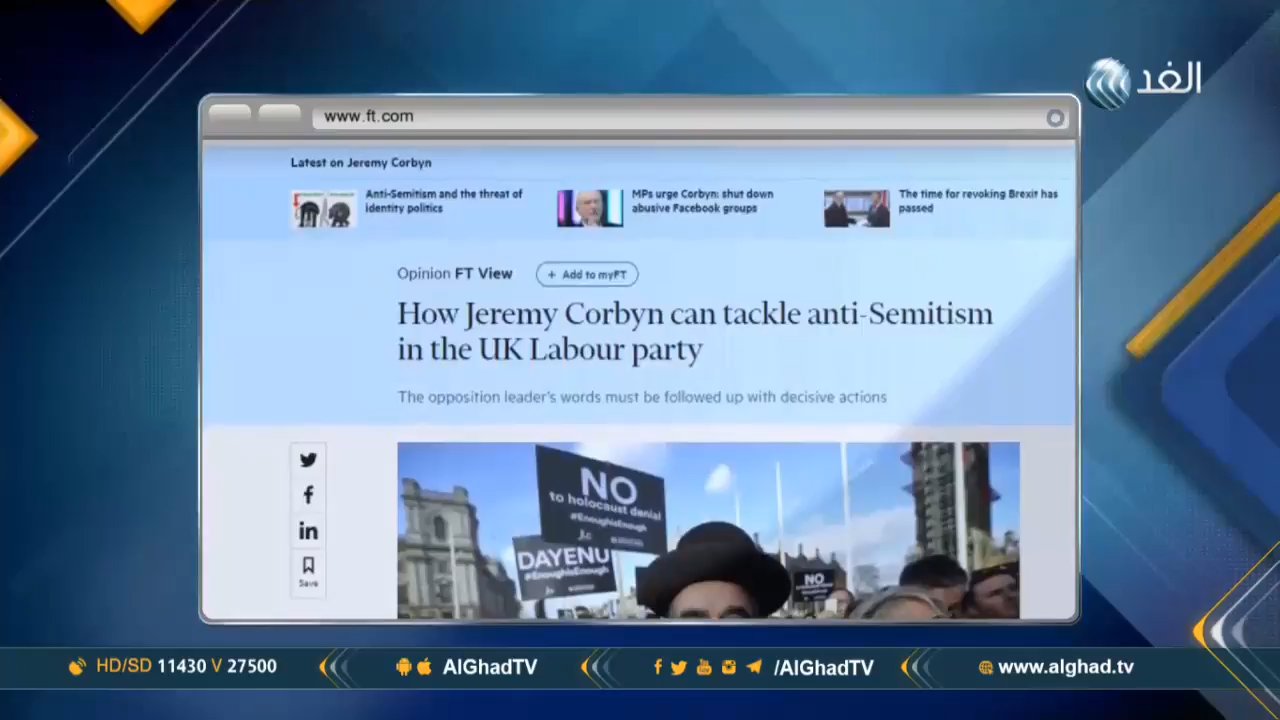 الغد
www.ft.com
Latest on Jeremy Corbyn
Anti-Semitism and the threat of
identity politics
MPs urge Corbyn: shut down
abusive Facebook groups
The time for revoking Brexit has
passed
Opinion FT View
+ Add to myFT
How Jeremy Corbyn can tackle anti-Semitism
in the UK Labour party
The opposition leader's words must be followed up with decisive actions
Save
NO
to holocaust denial
#EnoughisEnough
DAYENU
#EnoughisEnough
NO
HD/SD 11430 V 27500
AlGhadTV
/AlGhadTV
www.alghad.tv